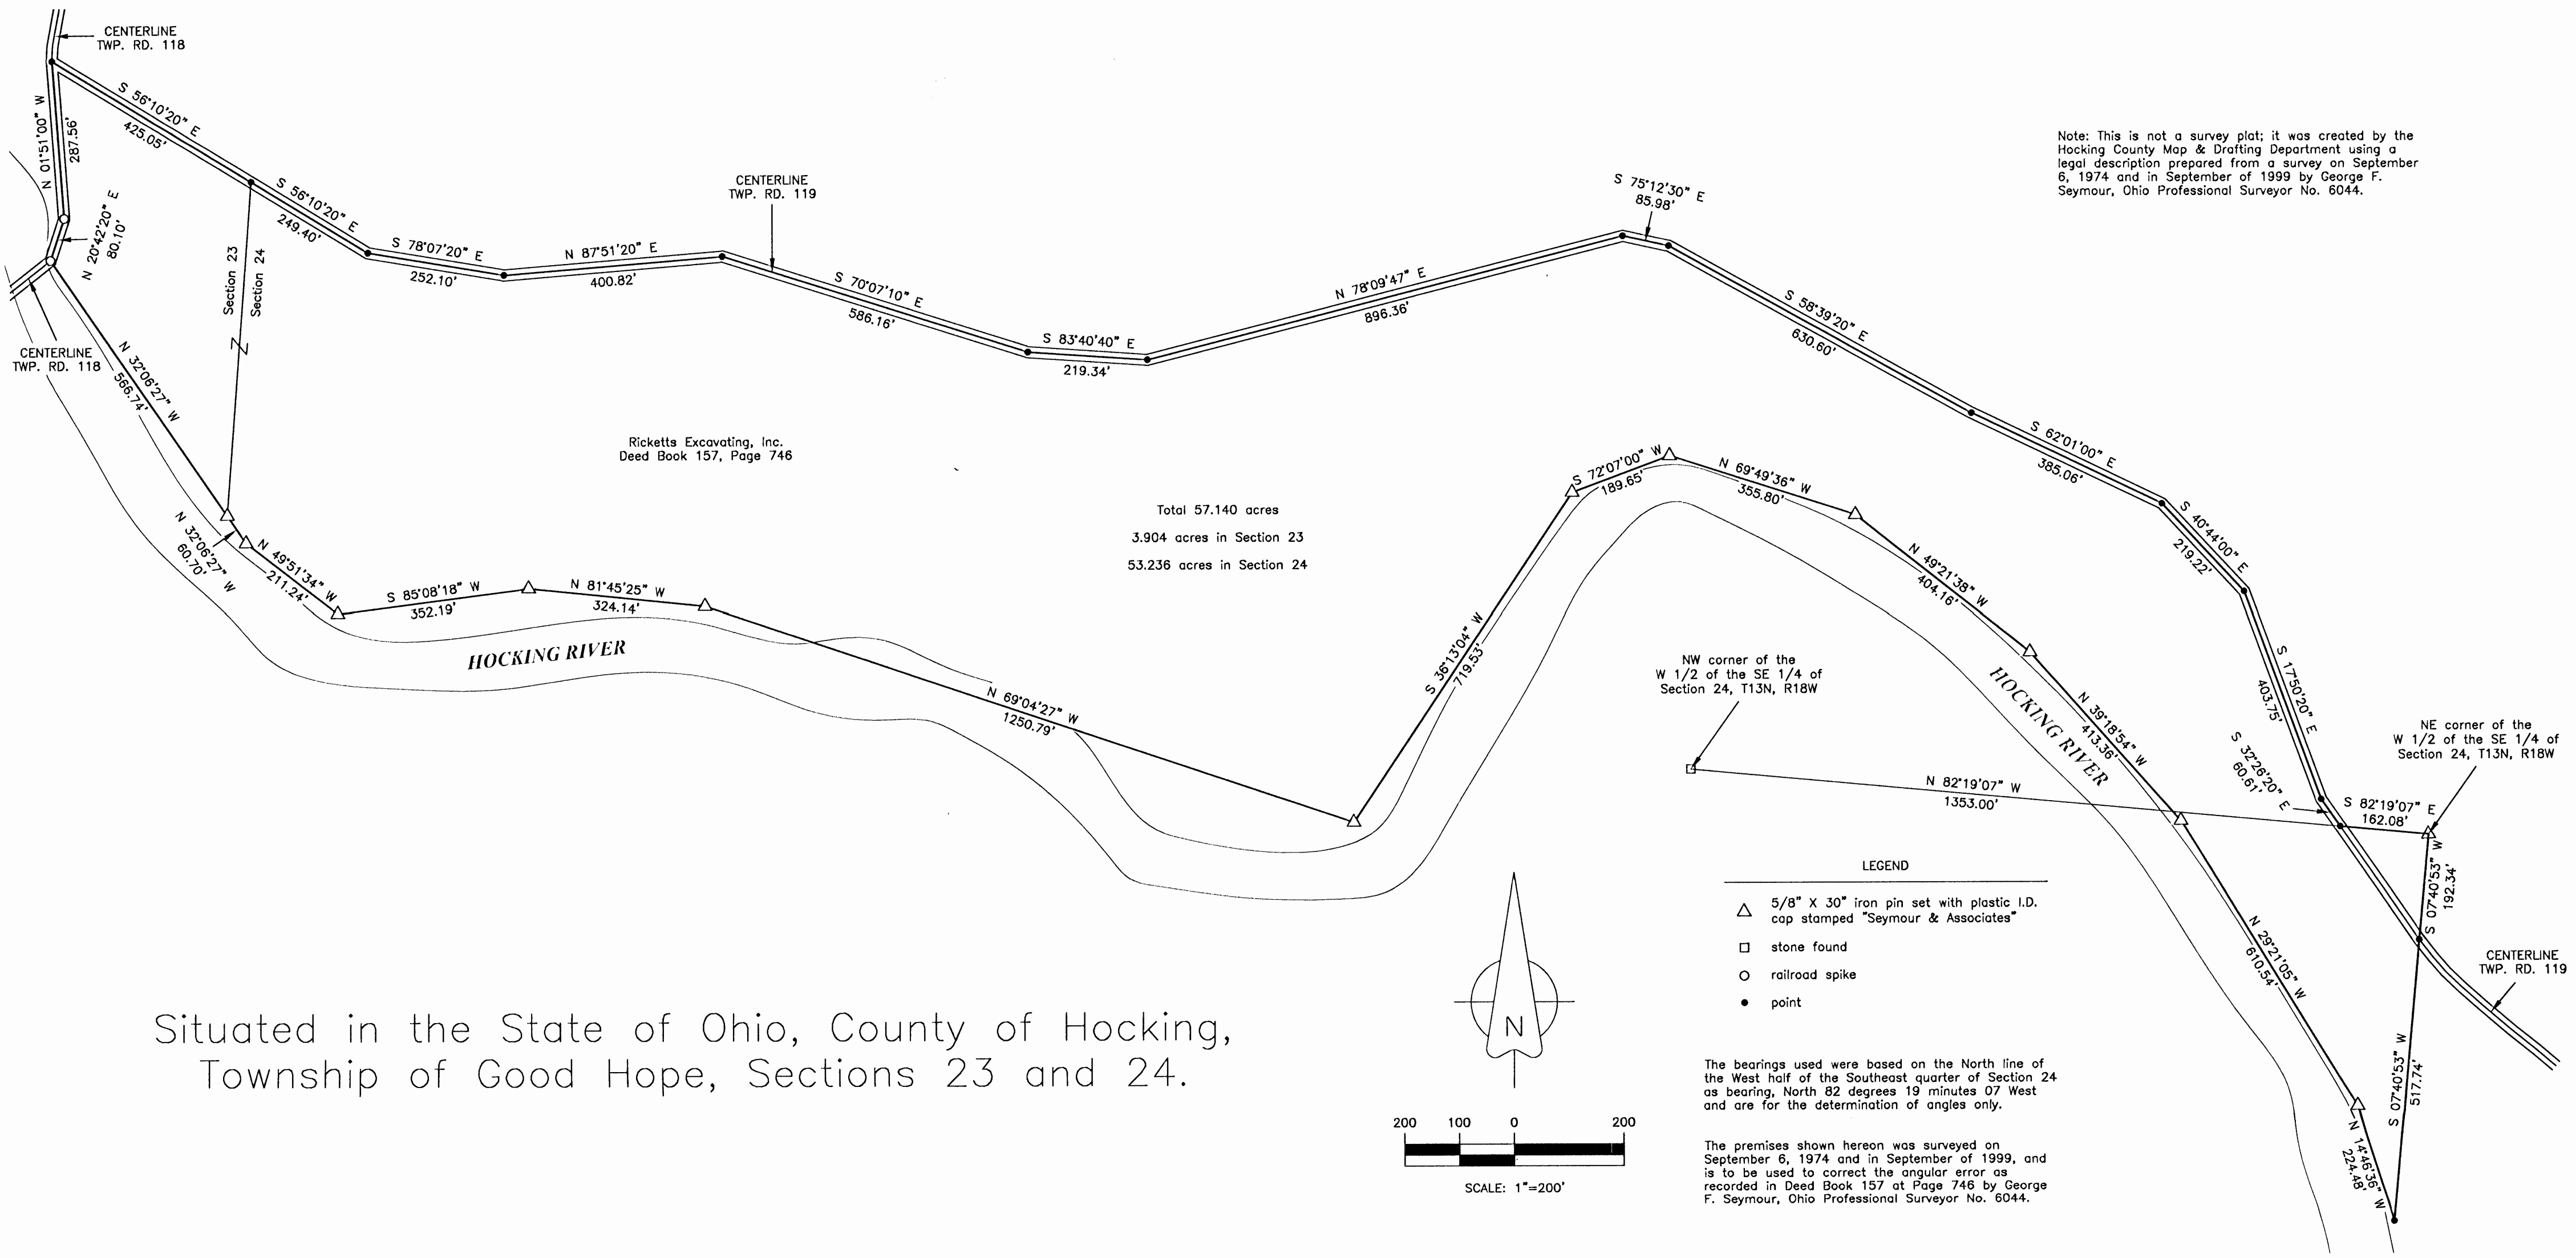 CENTERLINE
TWP. RD. 118
N 01°51'00" W
287.56'
S 56°10'20" E
425.05'
N 20°42'20" E
80.10'
CENTERLINE
TWP. RD. 118
Section 23
Section 24
S 56°10'20" E
249.40'
S 78°07'20" E
252.10'
N 87°51'20" E
400.82'
CENTERLINE
TWP. RD. 119
S 70°07'10" E
586.16'
S 83°40'40" E
219.34'
N 78°09'47" E
896.36'
S 75°12'30" E
85.98'
S 58°39'20" E
630.60'
S 62°01'00" E
385.06'
S 40°44'00" E
219.22'
S 17°50'20" E
403.75'
S 32°26'20" E
60.61'
S 82°19'07" E
162.08'
Note: This is not a survey plat; it was created by the
Hocking County Map & Drafting Department using a
legal description prepared from a survey on September
6, 1974 and in September of 1999 by George F.
Seymour, Ohio Professional Surveyor No. 6044.
NE corner of the
W 1/2 of the SE 1/4 of
Section 24, T13N, R18W
S 07°40'53" W
192.34'
CENTERLINE
TWP. RD. 119
S 07°40'53" W
517.74'
N 14°46'36" W
224.48'
N 29°21'05" W
610.54'
N 82°19'07" W
1353.00'
NW corner of the
W 1/2 of the SE 1/4 of
Section 24, T13N, R18W
HOCKING RIVER
N 39°18'54" W
413.36'
N 49°21'38" W
404.16'
N 69°49'36" W
355.80'
S 72°07'00" W
189.65'
S 36°13'04" W
719.53'
N 69°04'27" W
1250.79'
N 81°45'25" W
324.14'
S 85°08'18" W
352.19'
N 49°51'34" W
211.24'
N 32°06'27" W
60.70'
N 32°06'27" W
566.74'
HOCKING RIVER
Ricketts Excavating, Inc.
Deed Book 157, Page 746
Total 57.140 acres
3.904 acres in Section 23
53.236 acres in Section 24
LEGEND
5/8" X 30" iron pin set with plastic I.D.
cap stamped "Seymour & Associates"
stone found
railroad spike
point
N
200 100 0 200
SCALE: 1"=200'
The bearings used were based on the North line of
the West half of the Southeast quarter of Section 24
as bearing, North 82 degrees 19 minutes 07 West
and are for the determination of angles only.
The premises shown hereon was surveyed on
September 6, 1974 and in September of 1999, and
is to be used to correct the angular error as
recorded in Deed Book 157 at Page 746 by George
F. Seymour, Ohio Professional Surveyor No. 6044.
Situated in the State of Ohio, County of Hocking,
Township of Good Hope, Sections 23 and 24.